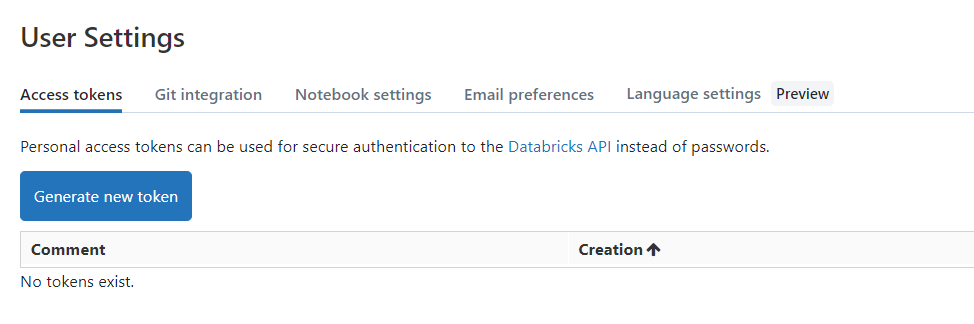 User Settings
Access tokens Git integration Notebook settings Email preferences Language settings Preview
Personal access tokens can be used for secure authentication to the Databricks API instead of passwords.
Generate new token
Comment Creation
No tokens exist.